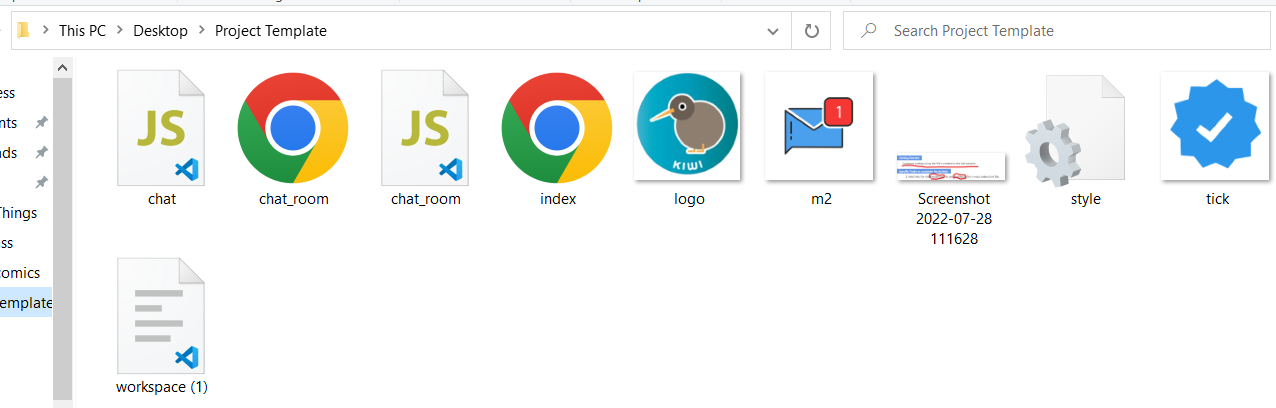 This PC > Desktop > Project Template
Search Project Template
ess
nts
ads
Things
ss
comics
emplate
JS
JS
KIWI
1
chat
chat_room
chat_room
index
logo
m2
Screenshot
2022-07-28
111628
style
tick
workspace (1)